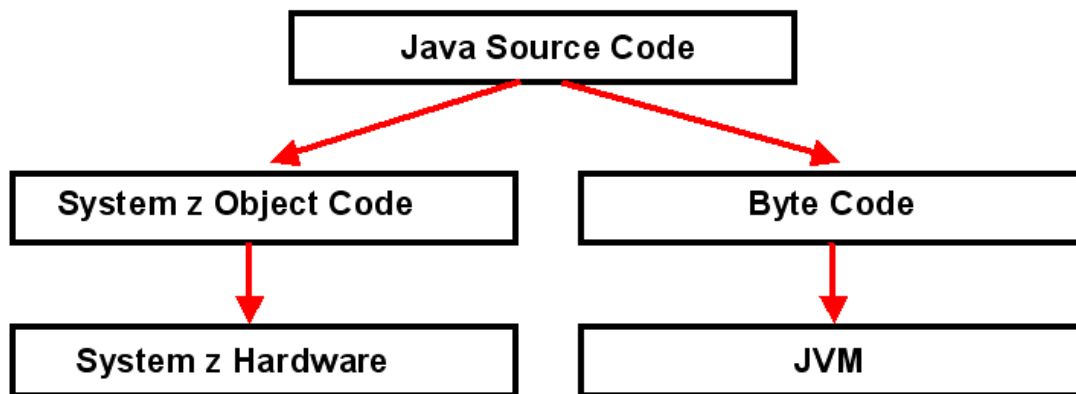 Java Source Code
System z Object Code
Byte Code
System z Hardware
JVM